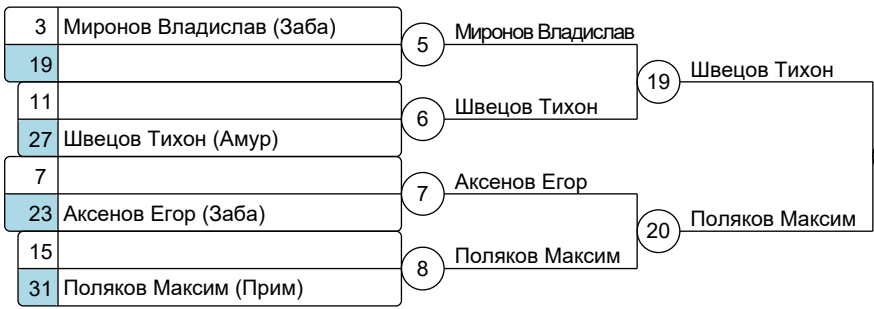 3 Миронов Владислав (Заба)
19
11
27 Швецов Тихон (Амур)
7
23 Аксенов Егор (Заба)
15
31 Поляков Максим (Прим)
5 Миронов Владислав
6 Швецов Тихон
7 Аксенов Егор
8 Поляков Максим
19 Швецов Тихон
20 Поляков Максим